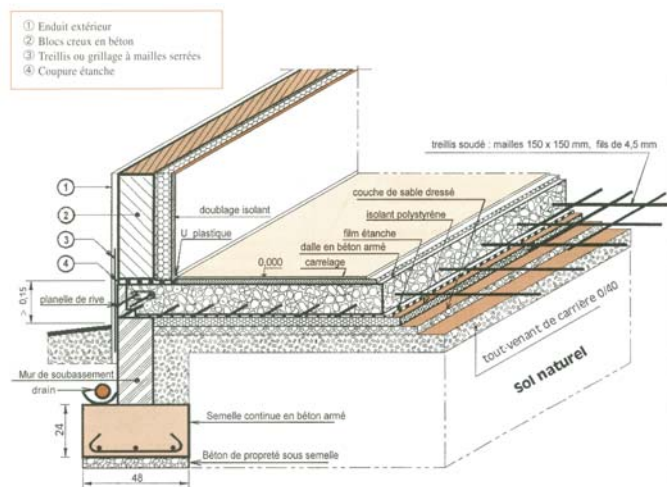 ① Enduit extérieur
② Blocs creux en béton
③ Treillis ou grillage à mailles serrées
④ Coupure étanche
treillis soudé : mailles 150 x 150 mm, fils de 4,5 mm
①
②
③
④
doublage isolant
U plastique
couche de sable dressé
isolant polystyrène
film étanche
dalle en béton armé
carrelage
0,000
> 0,15
planelle de rive
tout-venant de carrière 0/40
Sol naturel
Mur de soubassement
drain
24
Semelle continue en béton armé
Béton de propreté sous semelle
48